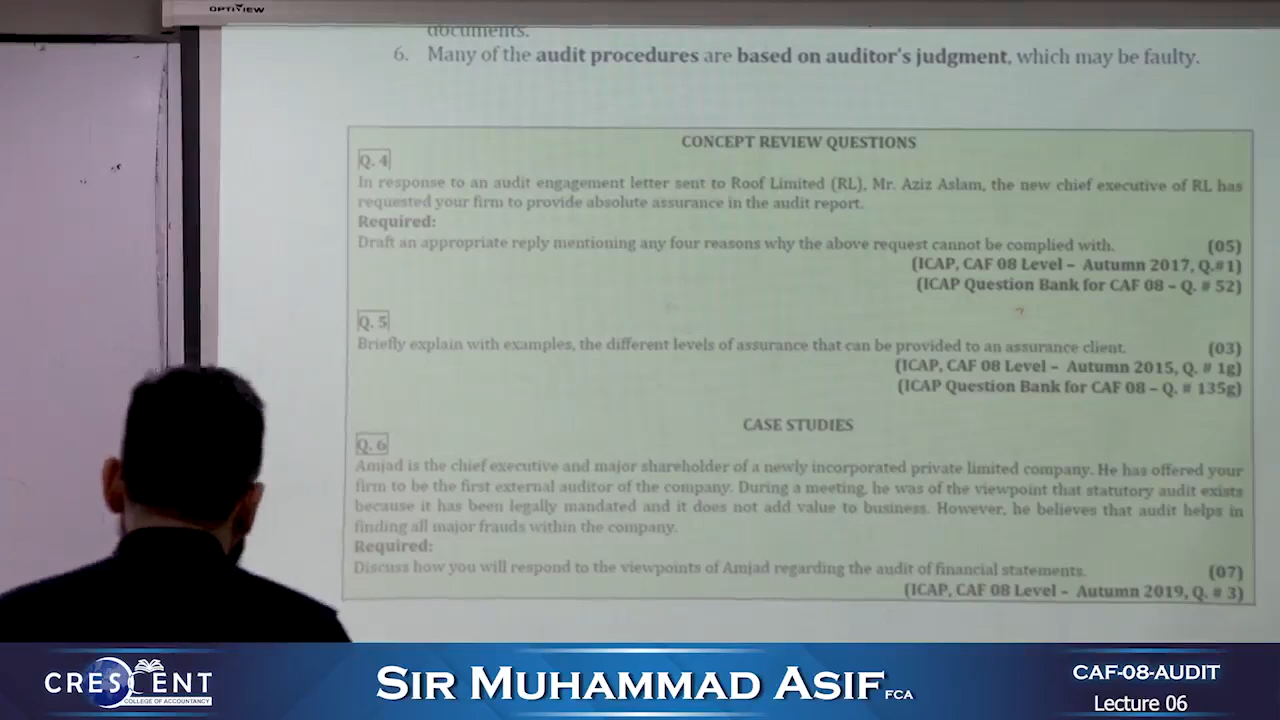 OPTIVIEW
documents.
6. Many of the audit procedures are based on auditor's judgment, which may be faulty.
CONCEPT REVIEW QUESTIONS
Q. 4
In response to an audit engagement letter sent to Roof Limited (RL), Mr. Aziz Aslam, the new chief executive of RL has
requested your firm to provide absolute assurance in the audit report.
Required:
Draft an appropriate reply mentioning any four reasons why the above request cannot be complied with. (05)
(ICAP, CAF 08 Level – Autumn 2017, Q.#1)
(ICAP Question Bank for CAF 08 – Q. # 52)
Q. 5
Briefly explain with examples, the different levels of assurance that can be provided to an assurance client. (03)
(ICAP, CAF 08 Level – Autumn 2015, Q. # 1g)
(ICAP Question Bank for CAF 08 – Q. # 135g)
CASE STUDIES
Q. 6
Amjad is the chief executive and major shareholder of a newly incorporated private limited company. He has offered your
firm to be the first external auditor of the company. During a meeting, he was of the viewpoint that statutory audit exists
because it has been legally mandated and it does not add value to business. However, he believes that audit helps in
finding all major frauds within the company.
Required:
Discuss how you will respond to the viewpoints of Amjad regarding the audit of financial statements. (07)
(ICAP, CAF 08 Level – Autumn 2019, Q. # 3)
CRESCENT
COLLEGE OF ACCOUNTANCY
SIR MUHAMMAD ASIF FCA
CAF-08-AUDIT
Lecture 06